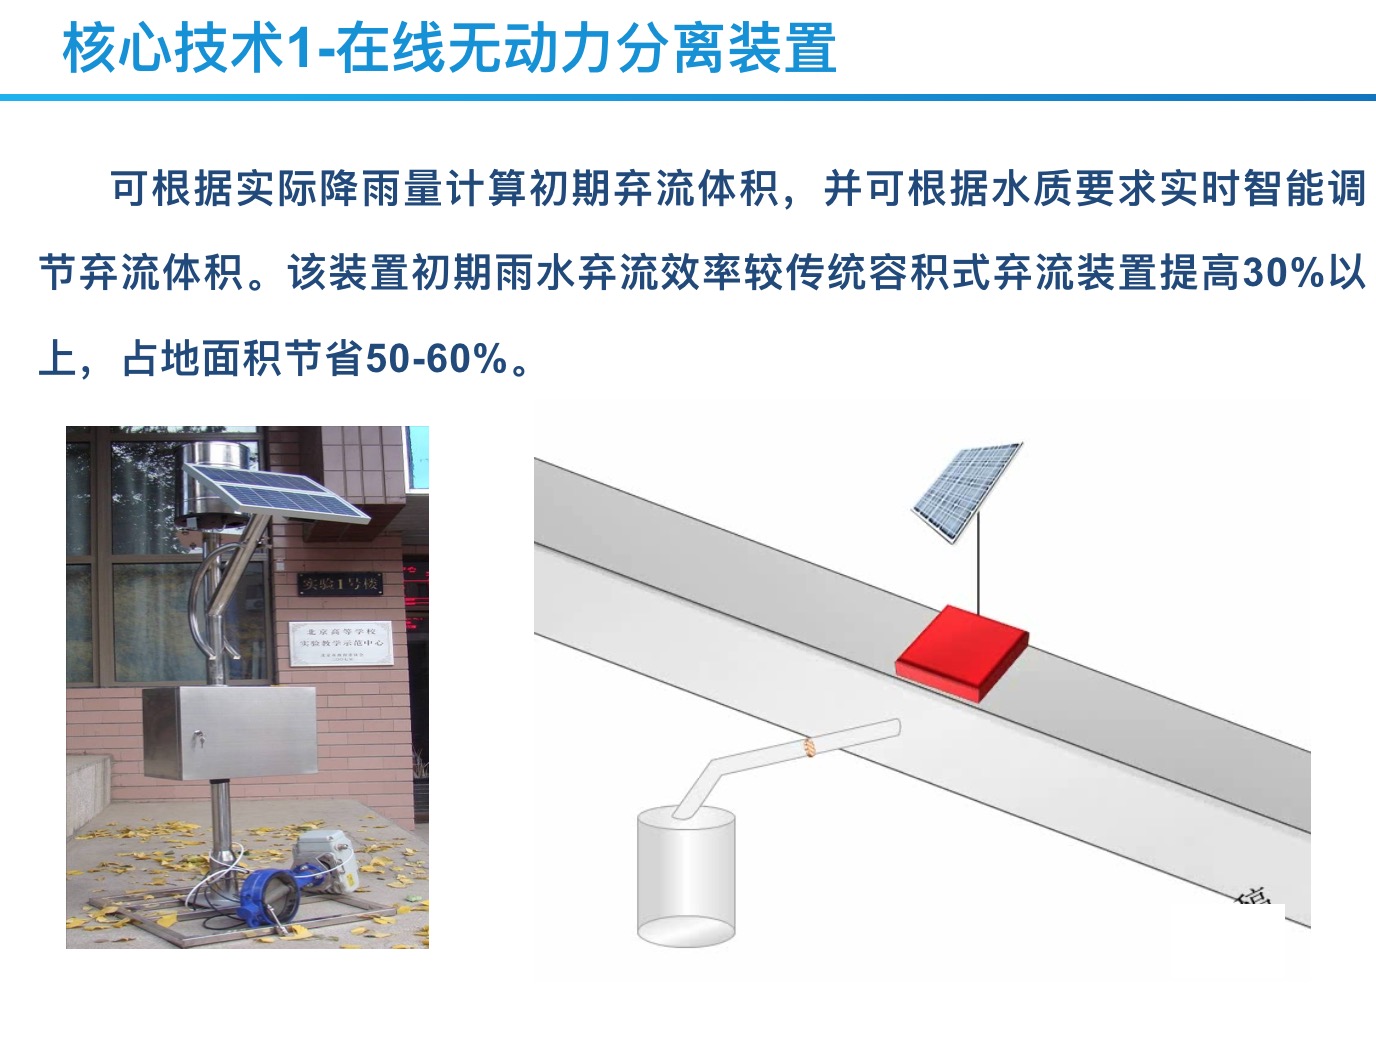 核心技术1-在线无动力分离装置
可根据实际降雨量计算初期弃流体积，并可根据水质要求实时智能调
节弃流体积。该装置初期雨水弃流效率较传统容积式弃流装置提高30%以
上，占地面积节省50-60%。
实验1号楼
北京高等学校
实验教学示范中心